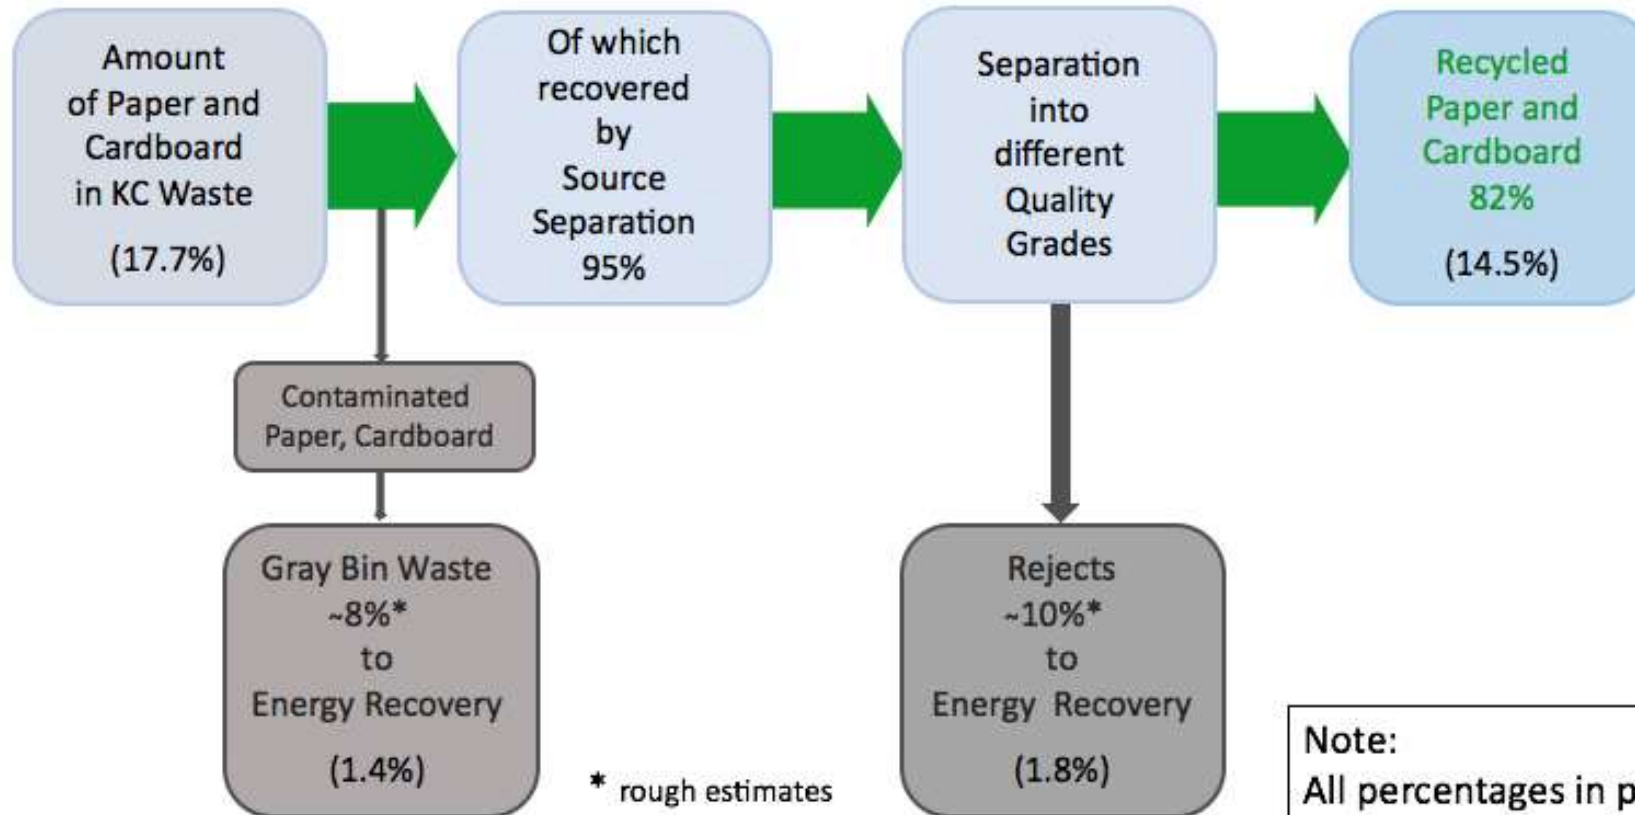 Amount
of Paper and
Cardboard
in KC Waste
(17.7%)
Of which
recovered
by
Source
Separation
95%
Separation
into
different
Quality
Grades
Recycled
Paper and
Cardboard
82%
(14.5%)
Contaminated
Paper, Cardboard
Gray Bin Waste
~8%*
to
Energy Recovery
(1.4%)
Rejects
~10%*
to
Energy Recovery
(1.8%)
* rough estimates
Note:
All percentages in